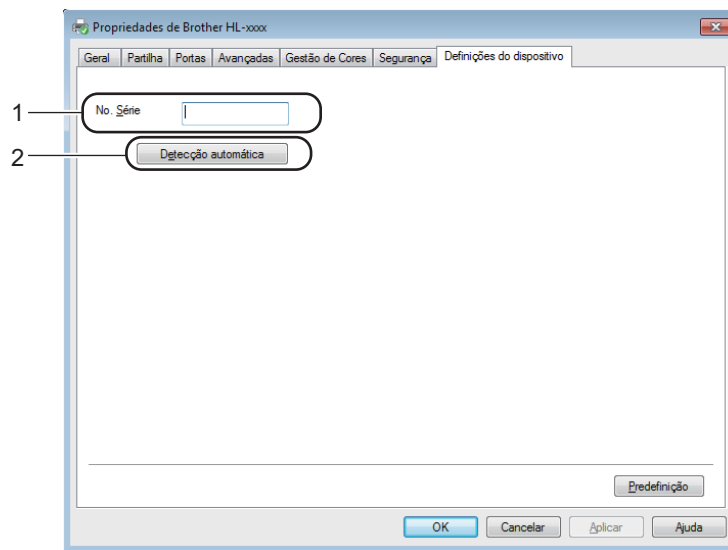 Propriedades de Brother HL-xxxx
Geral Partilha Portas Avançadas Gestão de Cores Segurança Definições do dispositivo
1 No. Série
2 Detecção automática
Predefinição
OK Cancelar Aplicar Ajuda